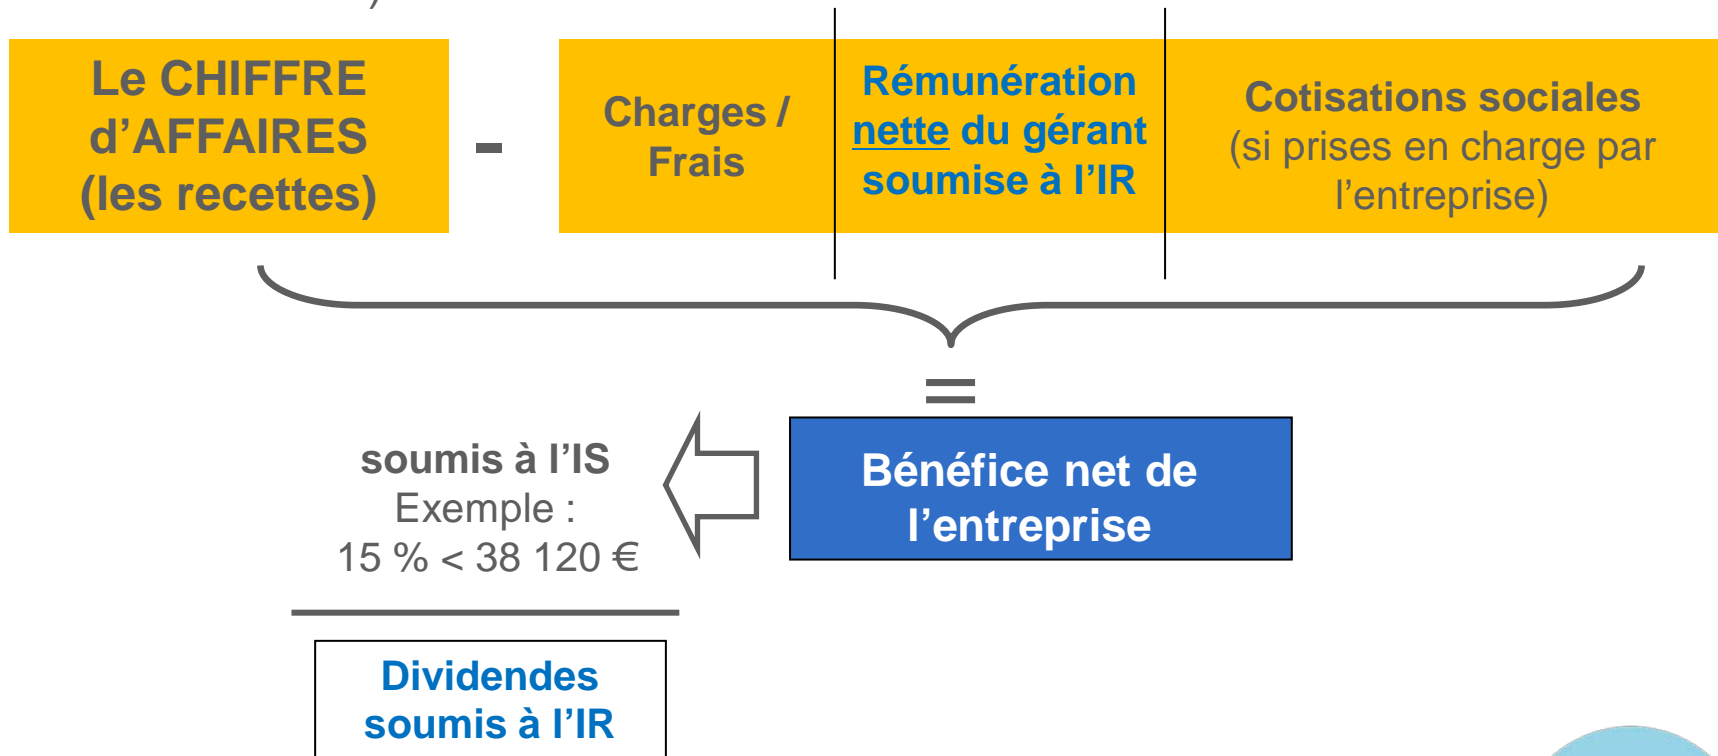 )
Le CHIFFRE
d’AFFAIRES
(les recettes)
-
Charges /
Frais
Rémunération
nette du gérant
soumise à l’IR
Cotisations sociales
(si prises en charge par
l’entreprise)
=
Bénéfice net de
l’entreprise
soumis à l’IS
Exemple :
15 % < 38 120 €
Dividendes
soumis à l’IR